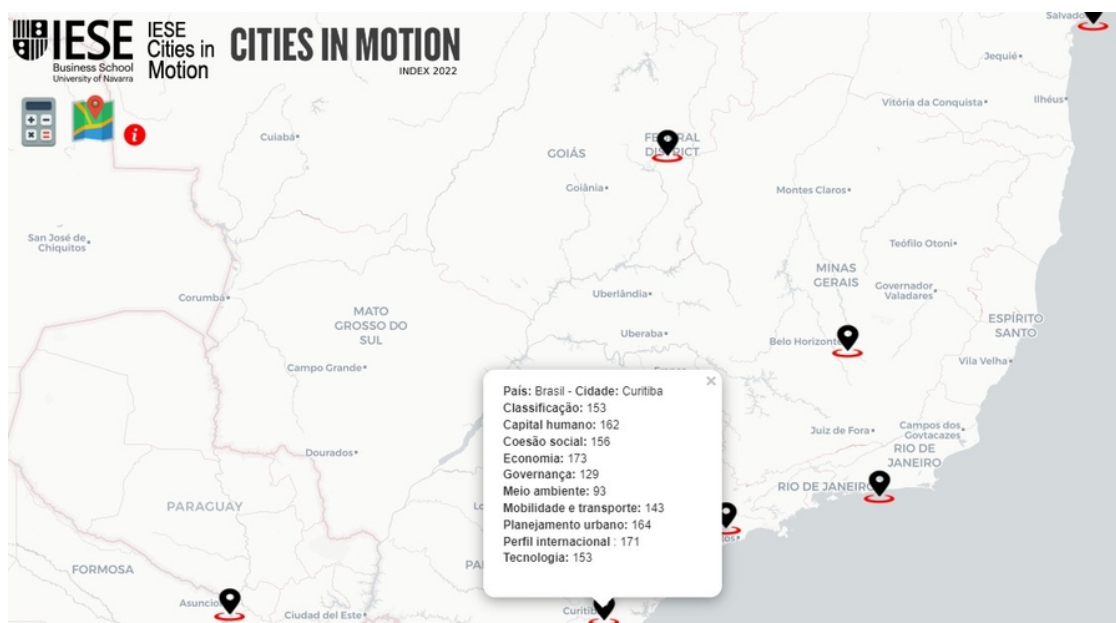 IESE
Business School
University of Navarra
IESE
Cities in
Motion
CITIES IN MOTION
INDEX 2022
Salvado
Jequié
Vitória da Conquista
Ilhéus
Cuiabá
GOIÁS
DISTRICT
Goiânia
Montes Claros
San José de
Chiquitos
Teófilo Otoni
MINAS
GERAIS
Governador
Valadares
Corumbá
Uberlândia
MATO
GROSSO DO
SUL
ESPÍRITO
SANTO
Uberaba
Belo Horizonte
Vila Velha
Campo Grande
País: Brasil - Cidade: Curitiba
Classificação: 153
Capital humano: 162
Coesão social: 156
Economia: 173
Governança: 129
Meio ambiente: 93
Mobilidade e transporte: 143
Planejamento urbano: 164
Perfil internacional : 171
Tecnologia: 153
Juiz de Fora
Campos dos
Goytacazes
RIO DE
JANEIRO
Dourados
RIO DE JANEIRO
PARAGUAY
FORMOSA
Asuncion
Ciudad del Este
Curitiba